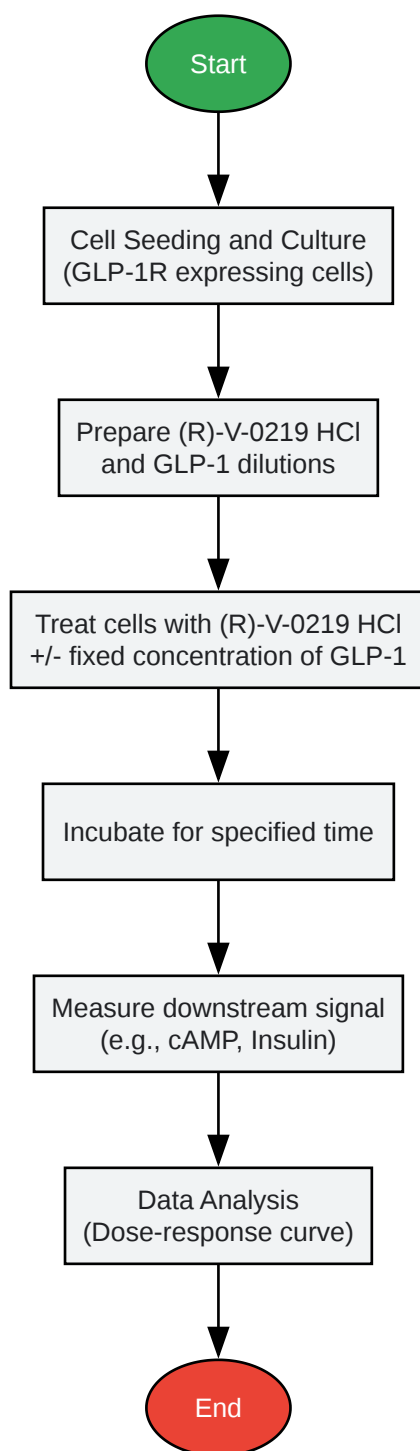 Start
Cell Seeding and Culture
(GLP-1R expressing cells)
Prepare (R)-V-0219 HCl
and GLP-1 dilutions
Treat cells with (R)-V-0219 HCl
+/- fixed concentration of GLP-1
Incubate for specified time
Measure downstream signal
(e.g., cAMP, Insulin)
Data Analysis
(Dose-response curve)
End